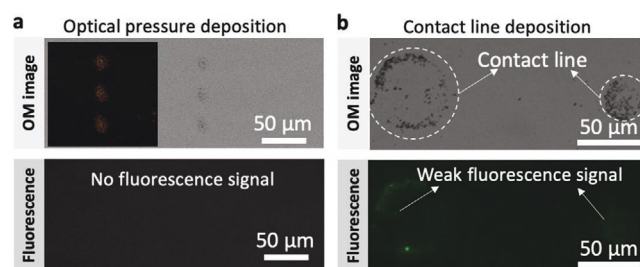 a
Optical pressure deposition
OM image
50 µm
Fluorescence
No fluorescence signal
50 µm
b
Contact line deposition
OM image
Contact line
50 µm
Fluorescence
Weak fluorescence signal
50 µm